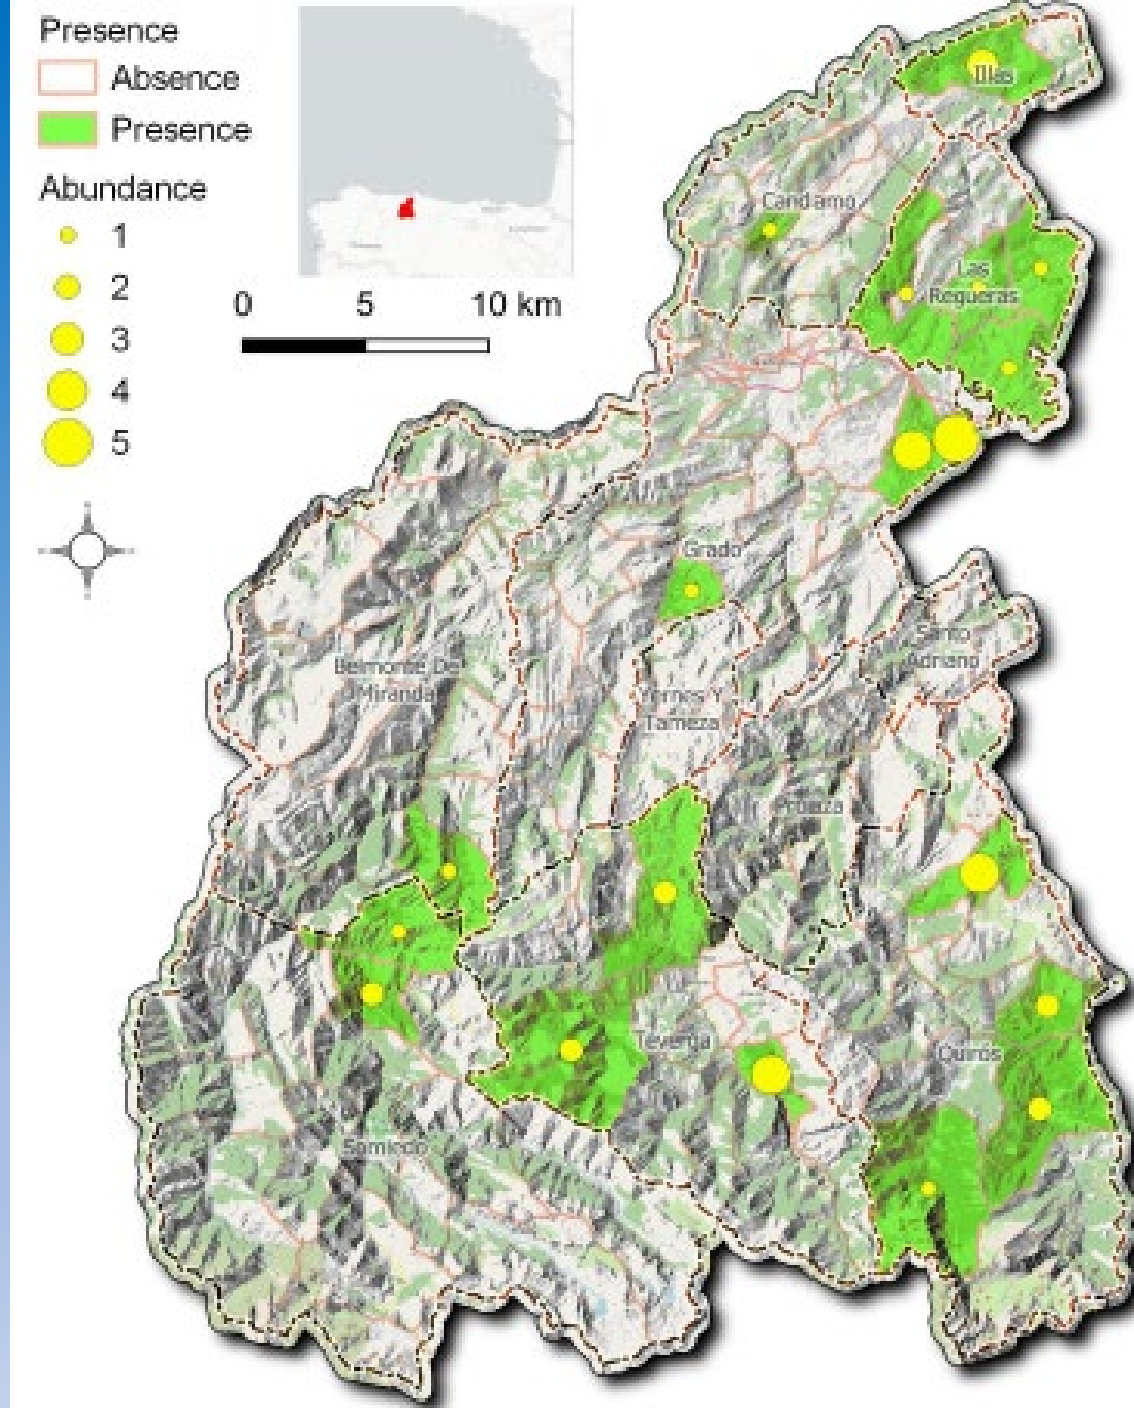 Presence
Absence
Presence
Abundance
1
2
3
4
5
0 5 10 km
Illas
Candamo
Las
Regueras
Grado
Santo
Adriano
Belmonte De
Miranda
Yernes Y
Tameza
Proaza
Teverga
Quirós
Somiedo